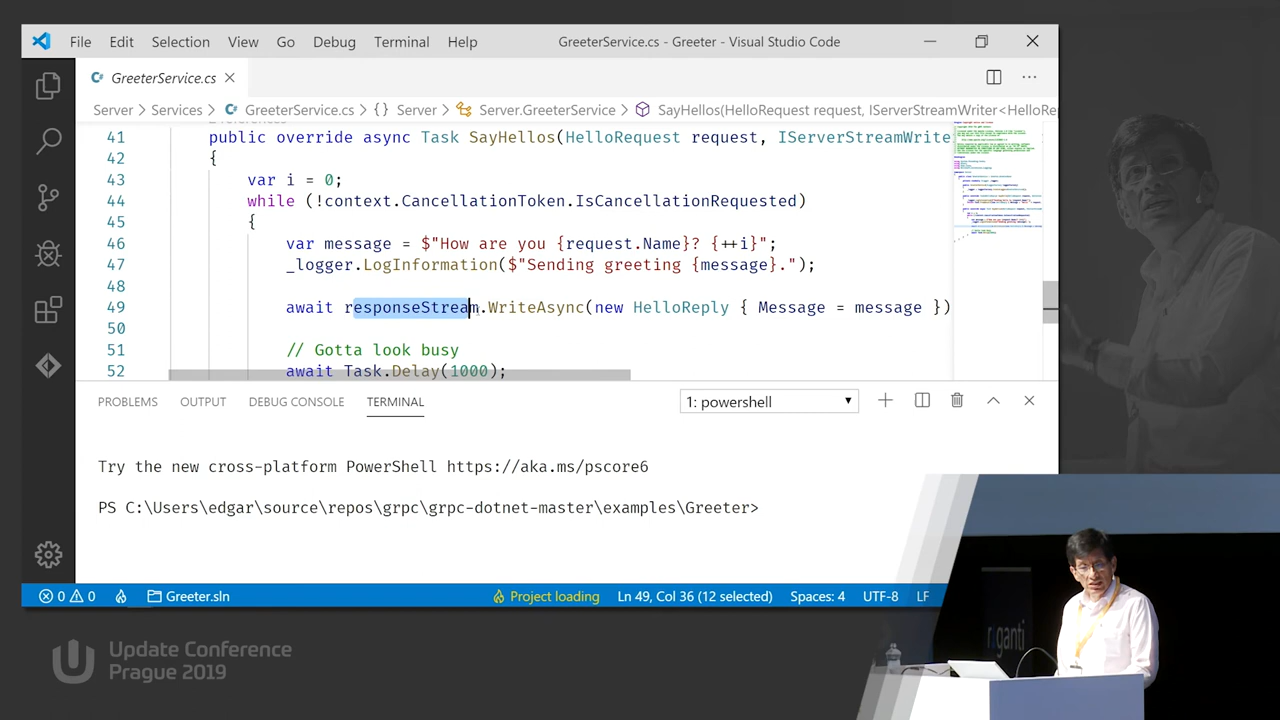 File Edit Selection View Go Debug Terminal Help GreeterService.cs - Greeter - Visual Studio Code
GreeterService.cs
Server > Services > GreeterService.cs > {} Server > Server.GreeterService > SayHellos(HelloRequest request, IServerStreamWriter<HelloRe
41 public override async Task SayHellos(HelloRequest request, IServerStreamWrite
42 {
43 var i = 0
44 CancellationToken.IsCancellationRequested)
45
46 var message = $"How are you {request.Name}? {++i}";
47 _logger.LogInformation($"Sending greeting {message}.");
48
49 await responseStream.WriteAsync(new HelloReply { Message = message })
50
51 // Gotta look busy
52 await Task.Delay(1000);
PROBLEMS OUTPUT DEBUG CONSOLE TERMINAL 1: powershell
Try the new cross-platform PowerShell https://aka.ms/pscore6
PS C:\Users\edgar\source\repos\grpc\grpc-dotnet-master\examples\Greeter>
0 0 Greeter.sln Project loading Ln 49, Col 36 (12 selected) Spaces: 4 UTF-8 LF
Update Conference
Prague 2019